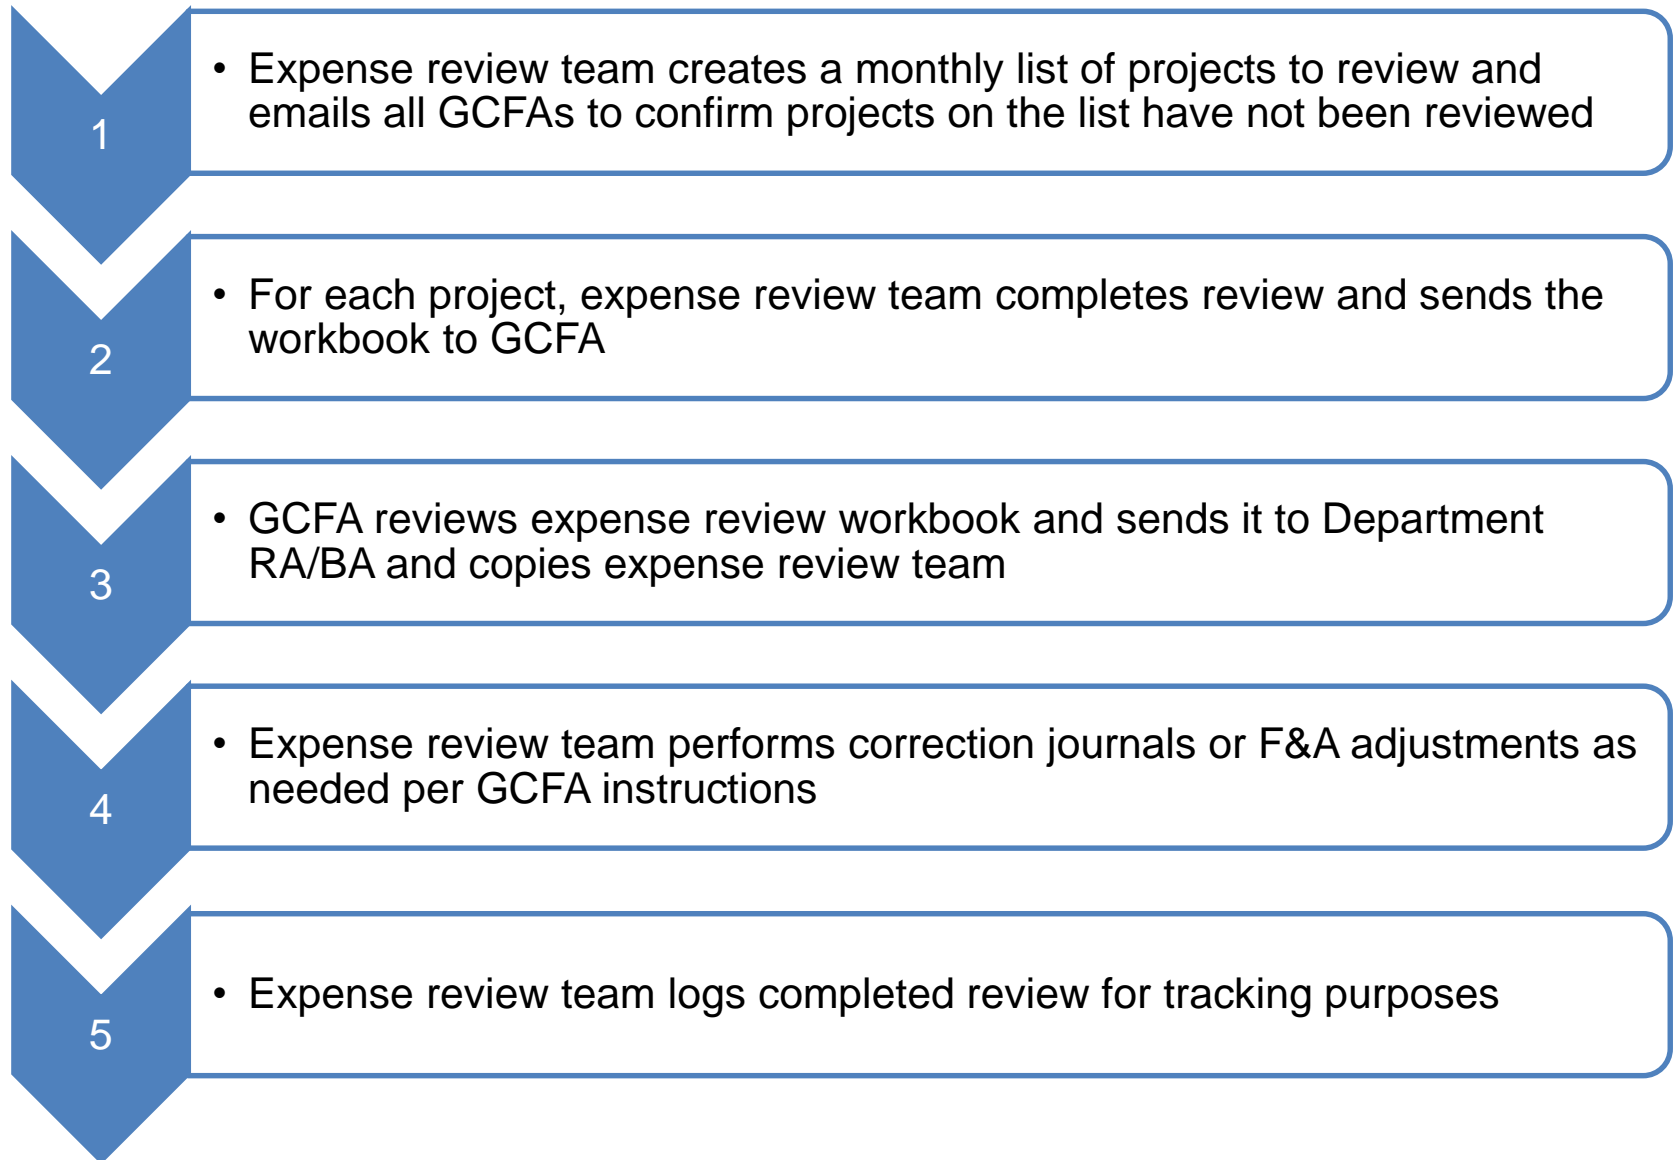 1
• Expense review team creates a monthly list of projects to review and
emails all GCFAs to confirm projects on the list have not been reviewed
2
• For each project, expense review team completes review and sends the
workbook to GCFA
3
• GCFA reviews expense review workbook and sends it to Department
RA/BA and copies expense review team
4
• Expense review team performs correction journals or F&A adjustments as
needed per GCFA instructions
5
• Expense review team logs completed review for tracking purposes